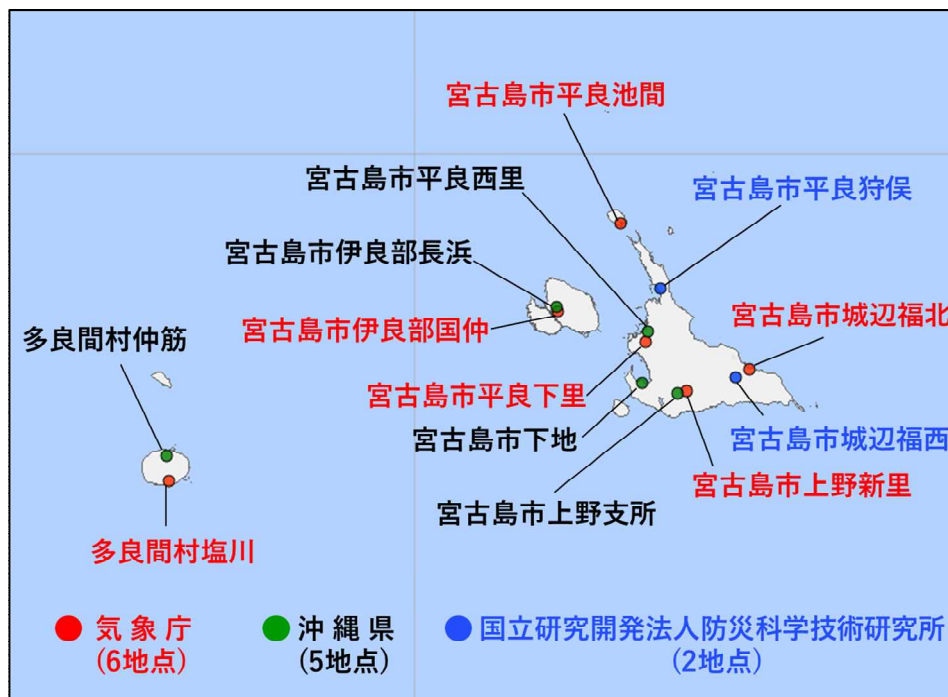 宮古島市平良池間
宮古島市平良西里
宮古島市平良狩俣
宮古島市伊良部長浜
宮古島市伊良部国仲
宮古島市城辺福北
多良間村仲筋
宮古島市平良下里
宮古島市下地
宮古島市城辺福西
宮古島市上野新里
宮古島市上野支所
多良間村塩川
気象庁
(6地点)
沖縄県
(5地点)
国立研究開発法人防災科学技術研究所
(2地点)